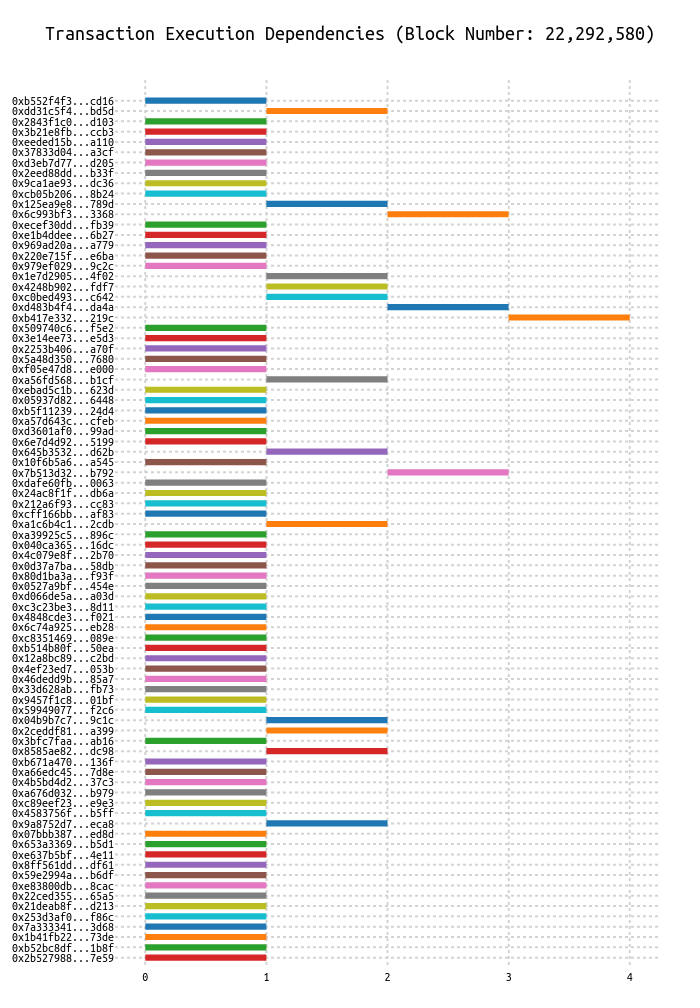 Transaction Execution Dependencies (Block Number: 22,292,580)
0xb552f4f3...cd16
0xdd31c5f4...bd5d
0x2843f1c0...d103
0x3b21e8fb...ccb3
0xeeded15b...a110
0x37833d04...a3cf
0xd3eb7d77...d205
0x2eed88dd...b33f
0x9ca1ae93...dc36
0xcb05b206...8b24
0x125ea9e8...789d
0x6c993bf3...3368
0xecef30dd...fb39
0xe1b4ddee...6b27
0x969ad20a...a779
0x220e715f...e6ba
0x979ef029...9c2c
0x1e7d2905...4f02
0x4248b902...fdf7
0xc0bed493...c642
0xd483b4f4...da4a
0xb417e332...219c
0x509740c6...f5e2
0x3e14ee73...e5d3
0x2253b406...a70f
0x5a48d350...7680
0xf05e47d8...e000
0xa56fd568...b1cf
0xebad5c1b...623d
0x05937d82...6448
0xb5f11239...24d4
0xa57d643c...cfeb
0xd3601af0...99ad
0x6e7d4d92...5199
0x645b3532...d62b
0x10f6b5a6...a545
0x7b513d32...b792
0xdafe60fb...0063
0x24ac8f1f...db6a
0x212a6f93...cc83
0xcff166bb...af83
0xa1c6b4c1...2cdb
0xa39925c5...896c
0x040ca365...16dc
0x4c079e8f...2b70
0x0d37a7ba...58db
0x80d1ba3a...f93f
0x0527a9bf...454e
0xd066de5a...a03d
0xc3c23be3...8d11
0x4848cde3...f021
0x6c74a925...eb28
0xc8351469...089e
0xb514b80f...50ea
0x12a8bc89...c2bd
0x4ef23ed7...053b
0x46dedd9b...85a7
0x33d628ab...fb73
0x9457f1c8...01bf
0x59949077...f2c6
0x04b9b7c7...9c1c
0x2ceddf81...a399
0x3bfc7faa...ab16
0x8585ae82...dc98
0xb671a470...136f
0xa66edc45...7d8e
0x4b5bd4d2...37c3
0xa676d032...b979
0xc89eef23...e9e3
0x4583756f...b5ff
0x9a8752d7...eca8
0x07bbb387...ed8d
0x653a3369...b5d1
0xe637b5bf...4e11
0x8ff561dd...df61
0x59e2994a...b6df
0xe83800db...8cac
0x22ced355...65a5
0x21deab8f...d213
0x253d3af0...f86c
0x7a333341...3d68
0x1b41fb22...73de
0xb52bc8df...1b8f
0x2b527988...7e59
0 1 2 3 4